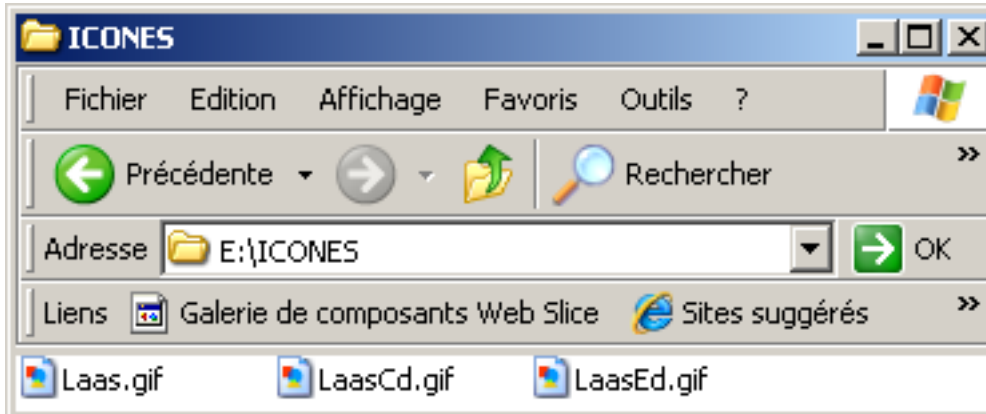 ICONES
Fichier Edition Affichage Favoris Outils ?
Précédente Rechercher »
Adresse E:\ICONES OK
Liens Galerie de composants Web Slice Sites suggérés »
Laas.gif LaasCd.gif LaasEd.gif